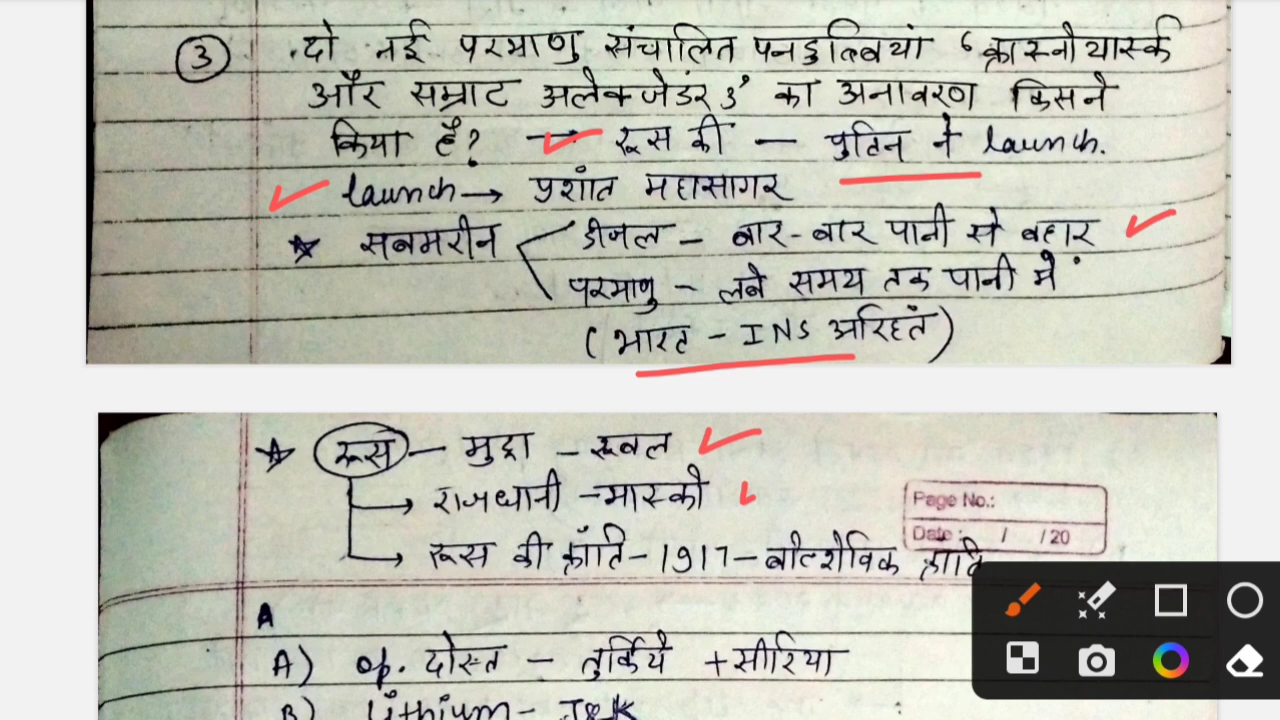 ③ दो नई परमाणु संचालित पनडुब्बियां 'क्रास्नोयार्स्क
और सम्राट अलेक्जेंडर 3' का अनावरण किसने
किया है? → रूस की — पुतिन ने launch.
launch → प्रशांत महासागर
सबमरीन डीजल - बार-बार पानी से बहार
परमाणु - लंबे समय तक पानी में
(भारत - INS अरिहंत)
रूस - मुद्रा - रूबल
→ राजधानी - मास्को
Page No.:
→ रूस की क्रांति - 1917 - बोल्शेविक क्रांति
Date : / /20
A
A) op. दोस्त - तुर्किये + सीरिया
B) Lithium - J&K